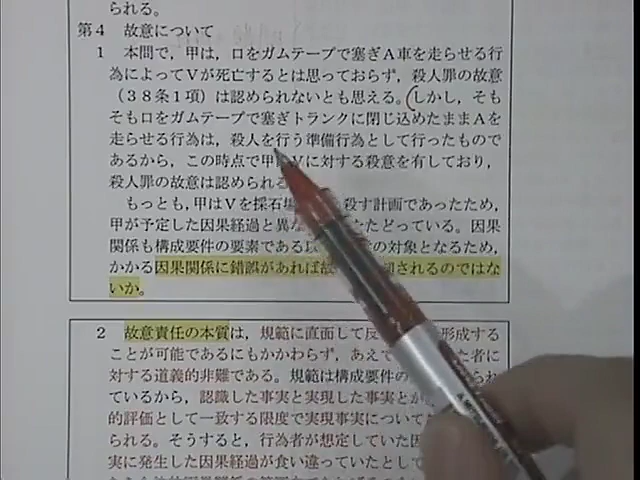 られる。
第4 故意について
1 本問で，甲は，口をガムテープで塞ぎA車を走らせる行
為によってVが死亡するとは思っておらず，殺人罪の故意
（38条1項）は認められないとも思える。しかし，そも
そも口をガムテープで塞ぎトランクに閉じ込めたままAを
走らせる行為は，殺人を行う準備行為として行ったもので
あるから，この時点で甲はVに対する殺意を有しており，
殺人罪の故意は認められる
もっとも，甲はVを採石場 殺す計画であったため，
甲が予定した因果経過と異な たどっている。因果
関係も構成要件の要素である以 の対象となるため，
かかる因果関係に錯誤があれば故 却されるのではな
いか。
2 故意責任の本質は，規範に直面して反 形成する
ことが可能であるにもかかわらず，あえて た者に
対する道義的非難である。規範は構成要件の られ
ているから，認識した事実と実現した事実とが
的評価として一致する限度で実現事実について
られる。そうすると，行為者が想定していた因
実に発生した因果経過が食い違っていたとして